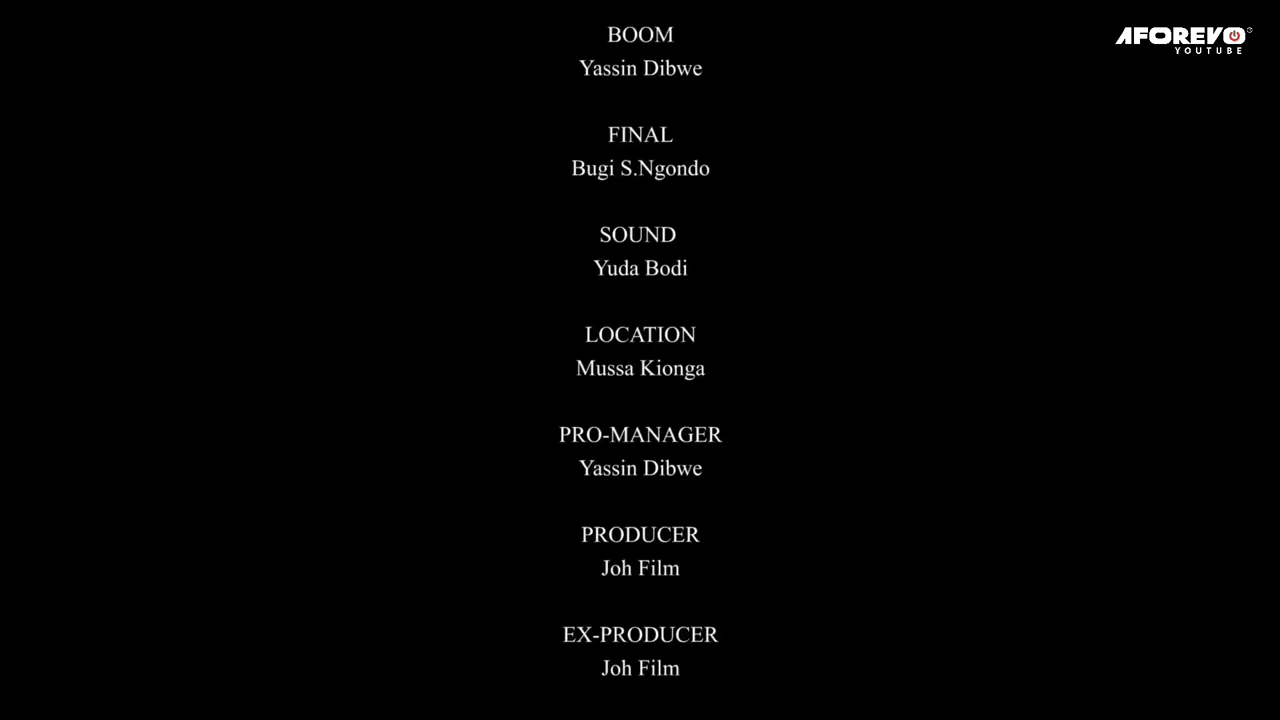 AFOREVO
YOUTUBE
BOOM
Yassin Dibwe
FINAL
Bugi S.Ngondo
SOUND
Yuda Bodi
LOCATION
Mussa Kionga
PRO-MANAGER
Yassin Dibwe
PRODUCER
Joh Film
EX-PRODUCER
Joh Film